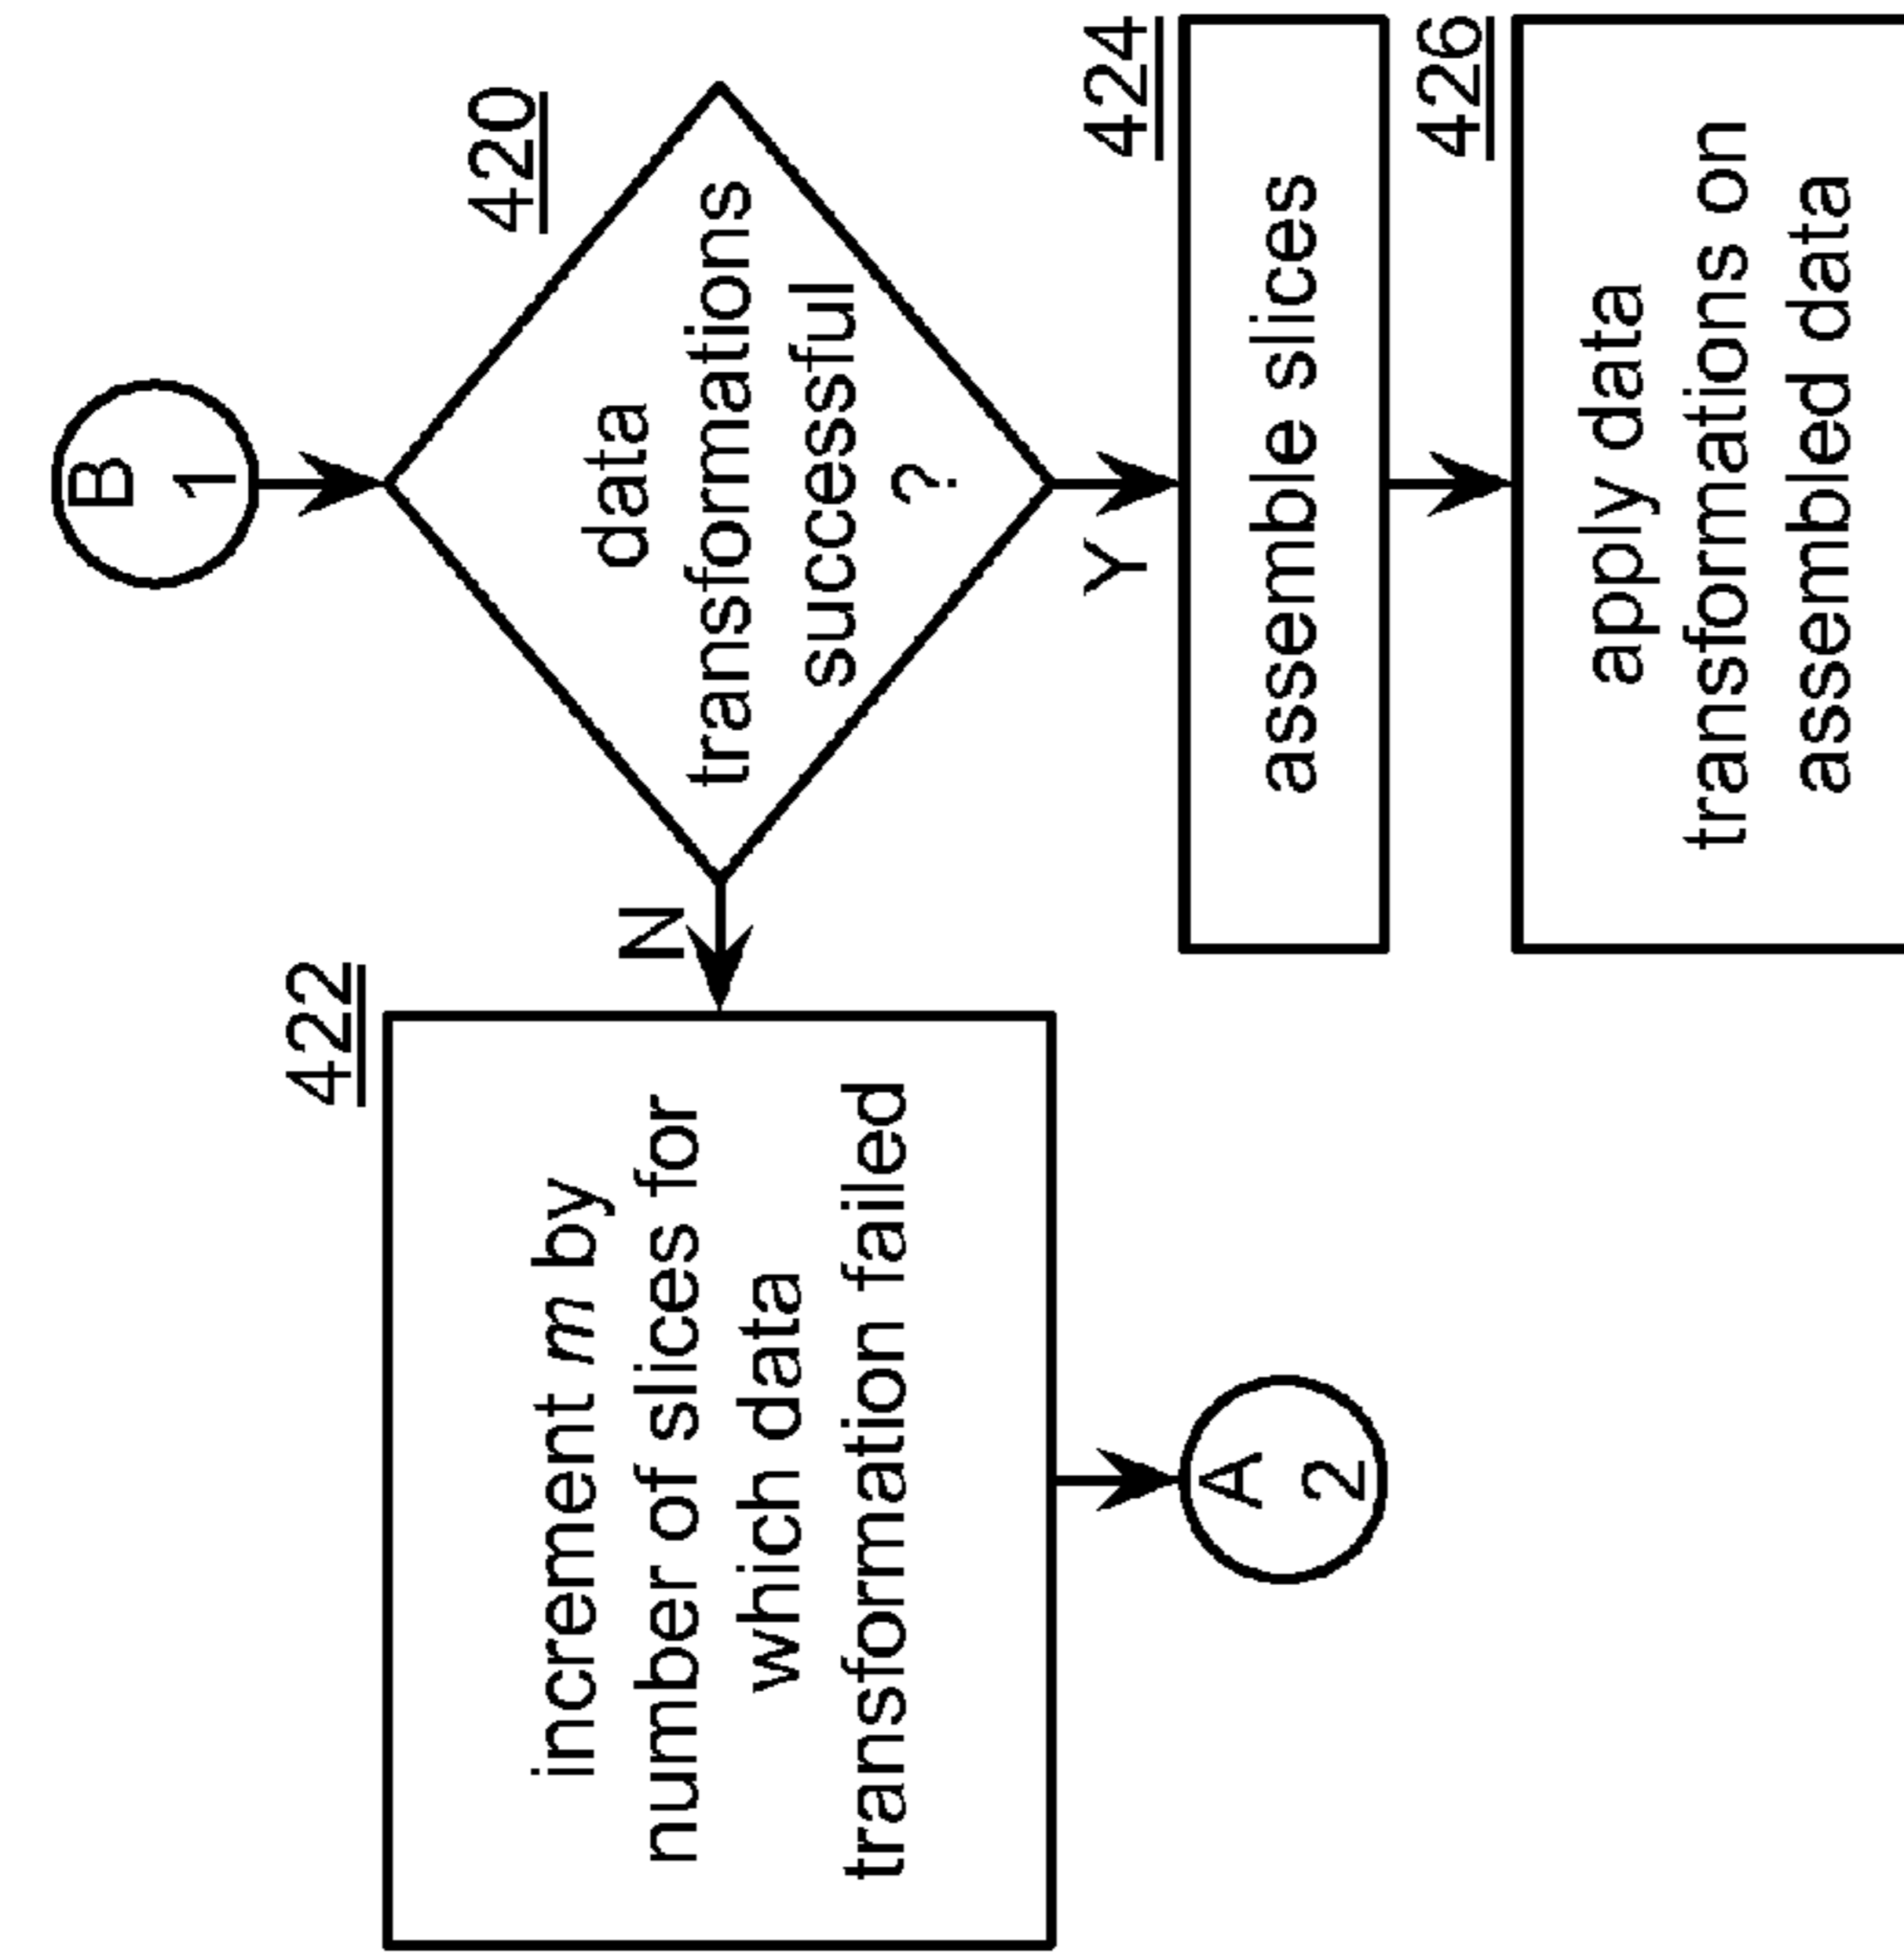 B
1
420
data
transformations
successful
?
N
422
increment m by
number of slices for
which data
transformation failed
A
2
Y
424
assemble slices
426
apply data
transformations on
assembled data